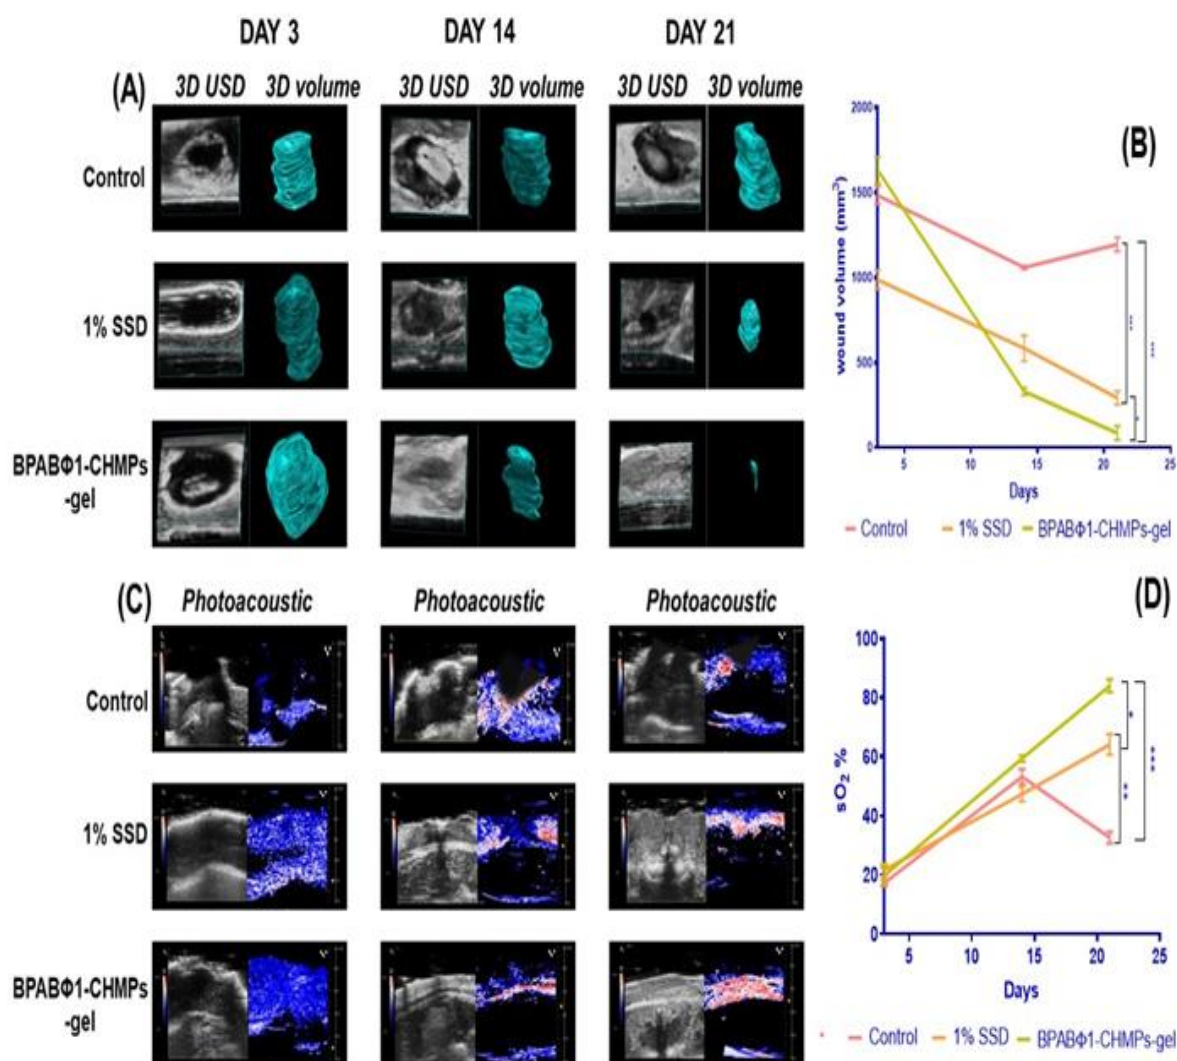 DAY 3 DAY 14 DAY 21
(A)
3D USD 3D volume 3D USD 3D volume 3D USD 3D volume
Control
1% SSD
BPABΦ1-CHMPs
-gel
(B)
wound volume (mm³)
2000
1500
1000
500
0
5 10 15 20 25
Days
Control 1% SSD BPABΦ1-CHMPs-gel
***
***
*
(C)
Photoacoustic Photoacoustic Photoacoustic
Control
1% SSD
BPABΦ1-CHMPs
-gel
(D)
sO₂ %
100
80
60
40
20
0
5 10 15 20 25
Days
*
**
***
Control 1% SSD BPABΦ1-CHMPs-gel